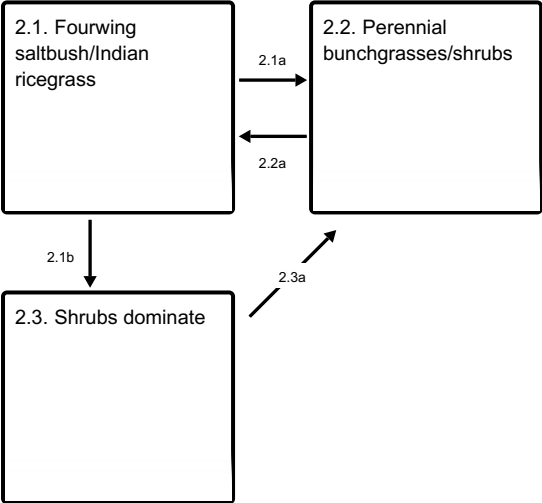 2.1. Fourwing
saltbush/Indian
ricegrass
2.1a
2.2. Perennial
bunchgrasses/shrubs
2.2a
2.1b
2.3a
2.3. Shrubs dominate